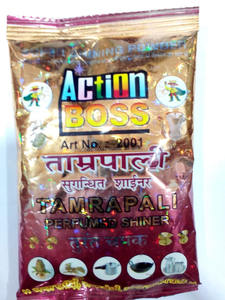 Action
BOSS
Art No. :- 2001
ताम्रपाली
सुगन्धित शाईनर
TAMRAPALI
PERFUMED SHINER